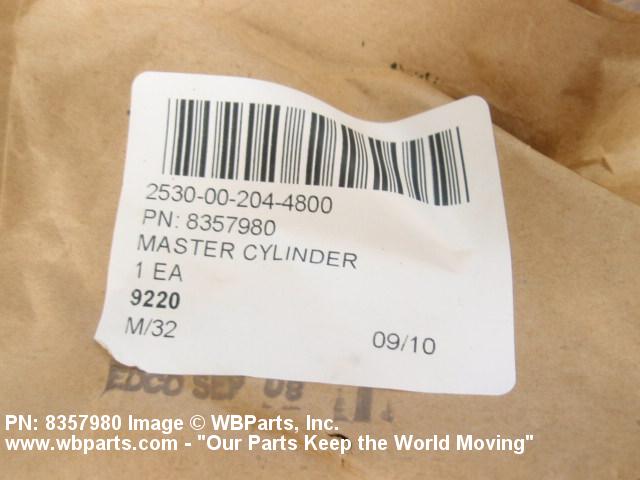 2530-00-204-4800
PN: 8357980
MASTER CYLINDER
1 EA
9220
M/32 09/10
EDCO SEP 08
PN: 8357980 Image © WBParts, Inc.
www.wbparts.com - "Our Parts Keep the World Moving"